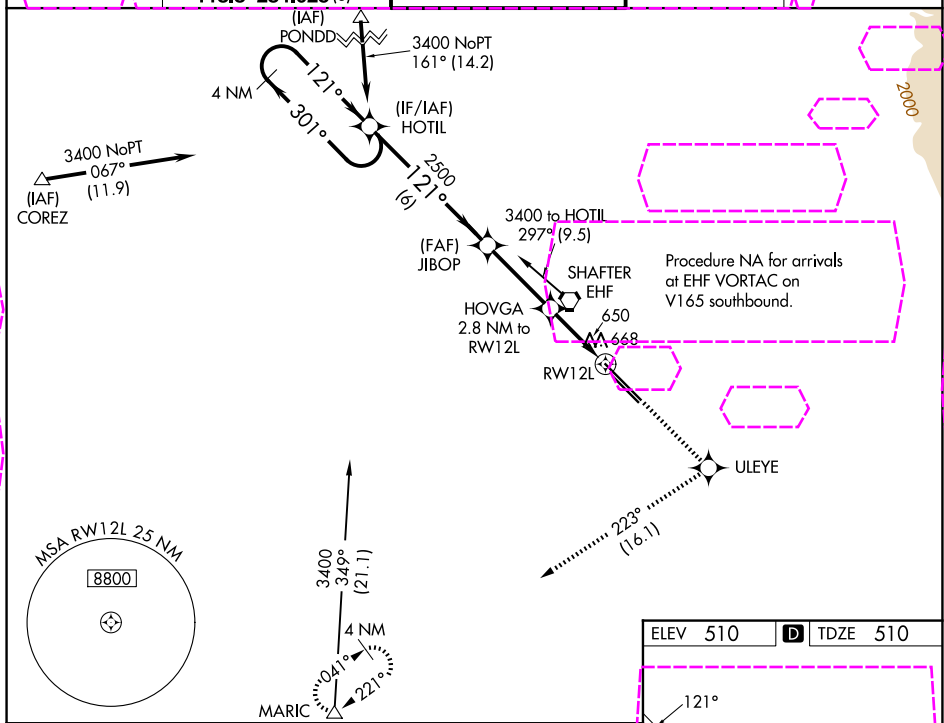 (IAF)
PONDD
3400 NoPT
161° (14.2)
4 NM
121°
301°
(IF/IAF)
HOTIL
3400 NoPT
067°
(11.9)
(IAF)
COREZ
2000
2500
121°
(6)
3400 to HOTIL
297° (9.5)
(FAF)
JIBOP
SHAFTER
EHF
Procedure NA for arrivals
at EHF VORTAC on
V165 southbound.
HOVGA
2.8 NM to
RW12L
650
668
RW12L
ULEYE
223°
(16.1)
MSA RW12L 25 NM
8800
3400
349°
(21.1)
4 NM
041°
221°
MARIC
ELEV 510 D TDZE 510
121°